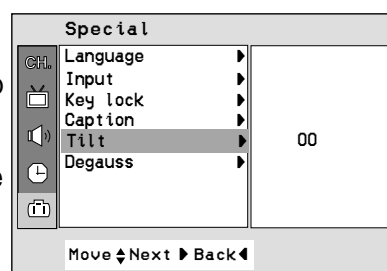 Special
CH.
Language
Input
Key lock
Caption
Tilt
00
Degauss
Move Next Back